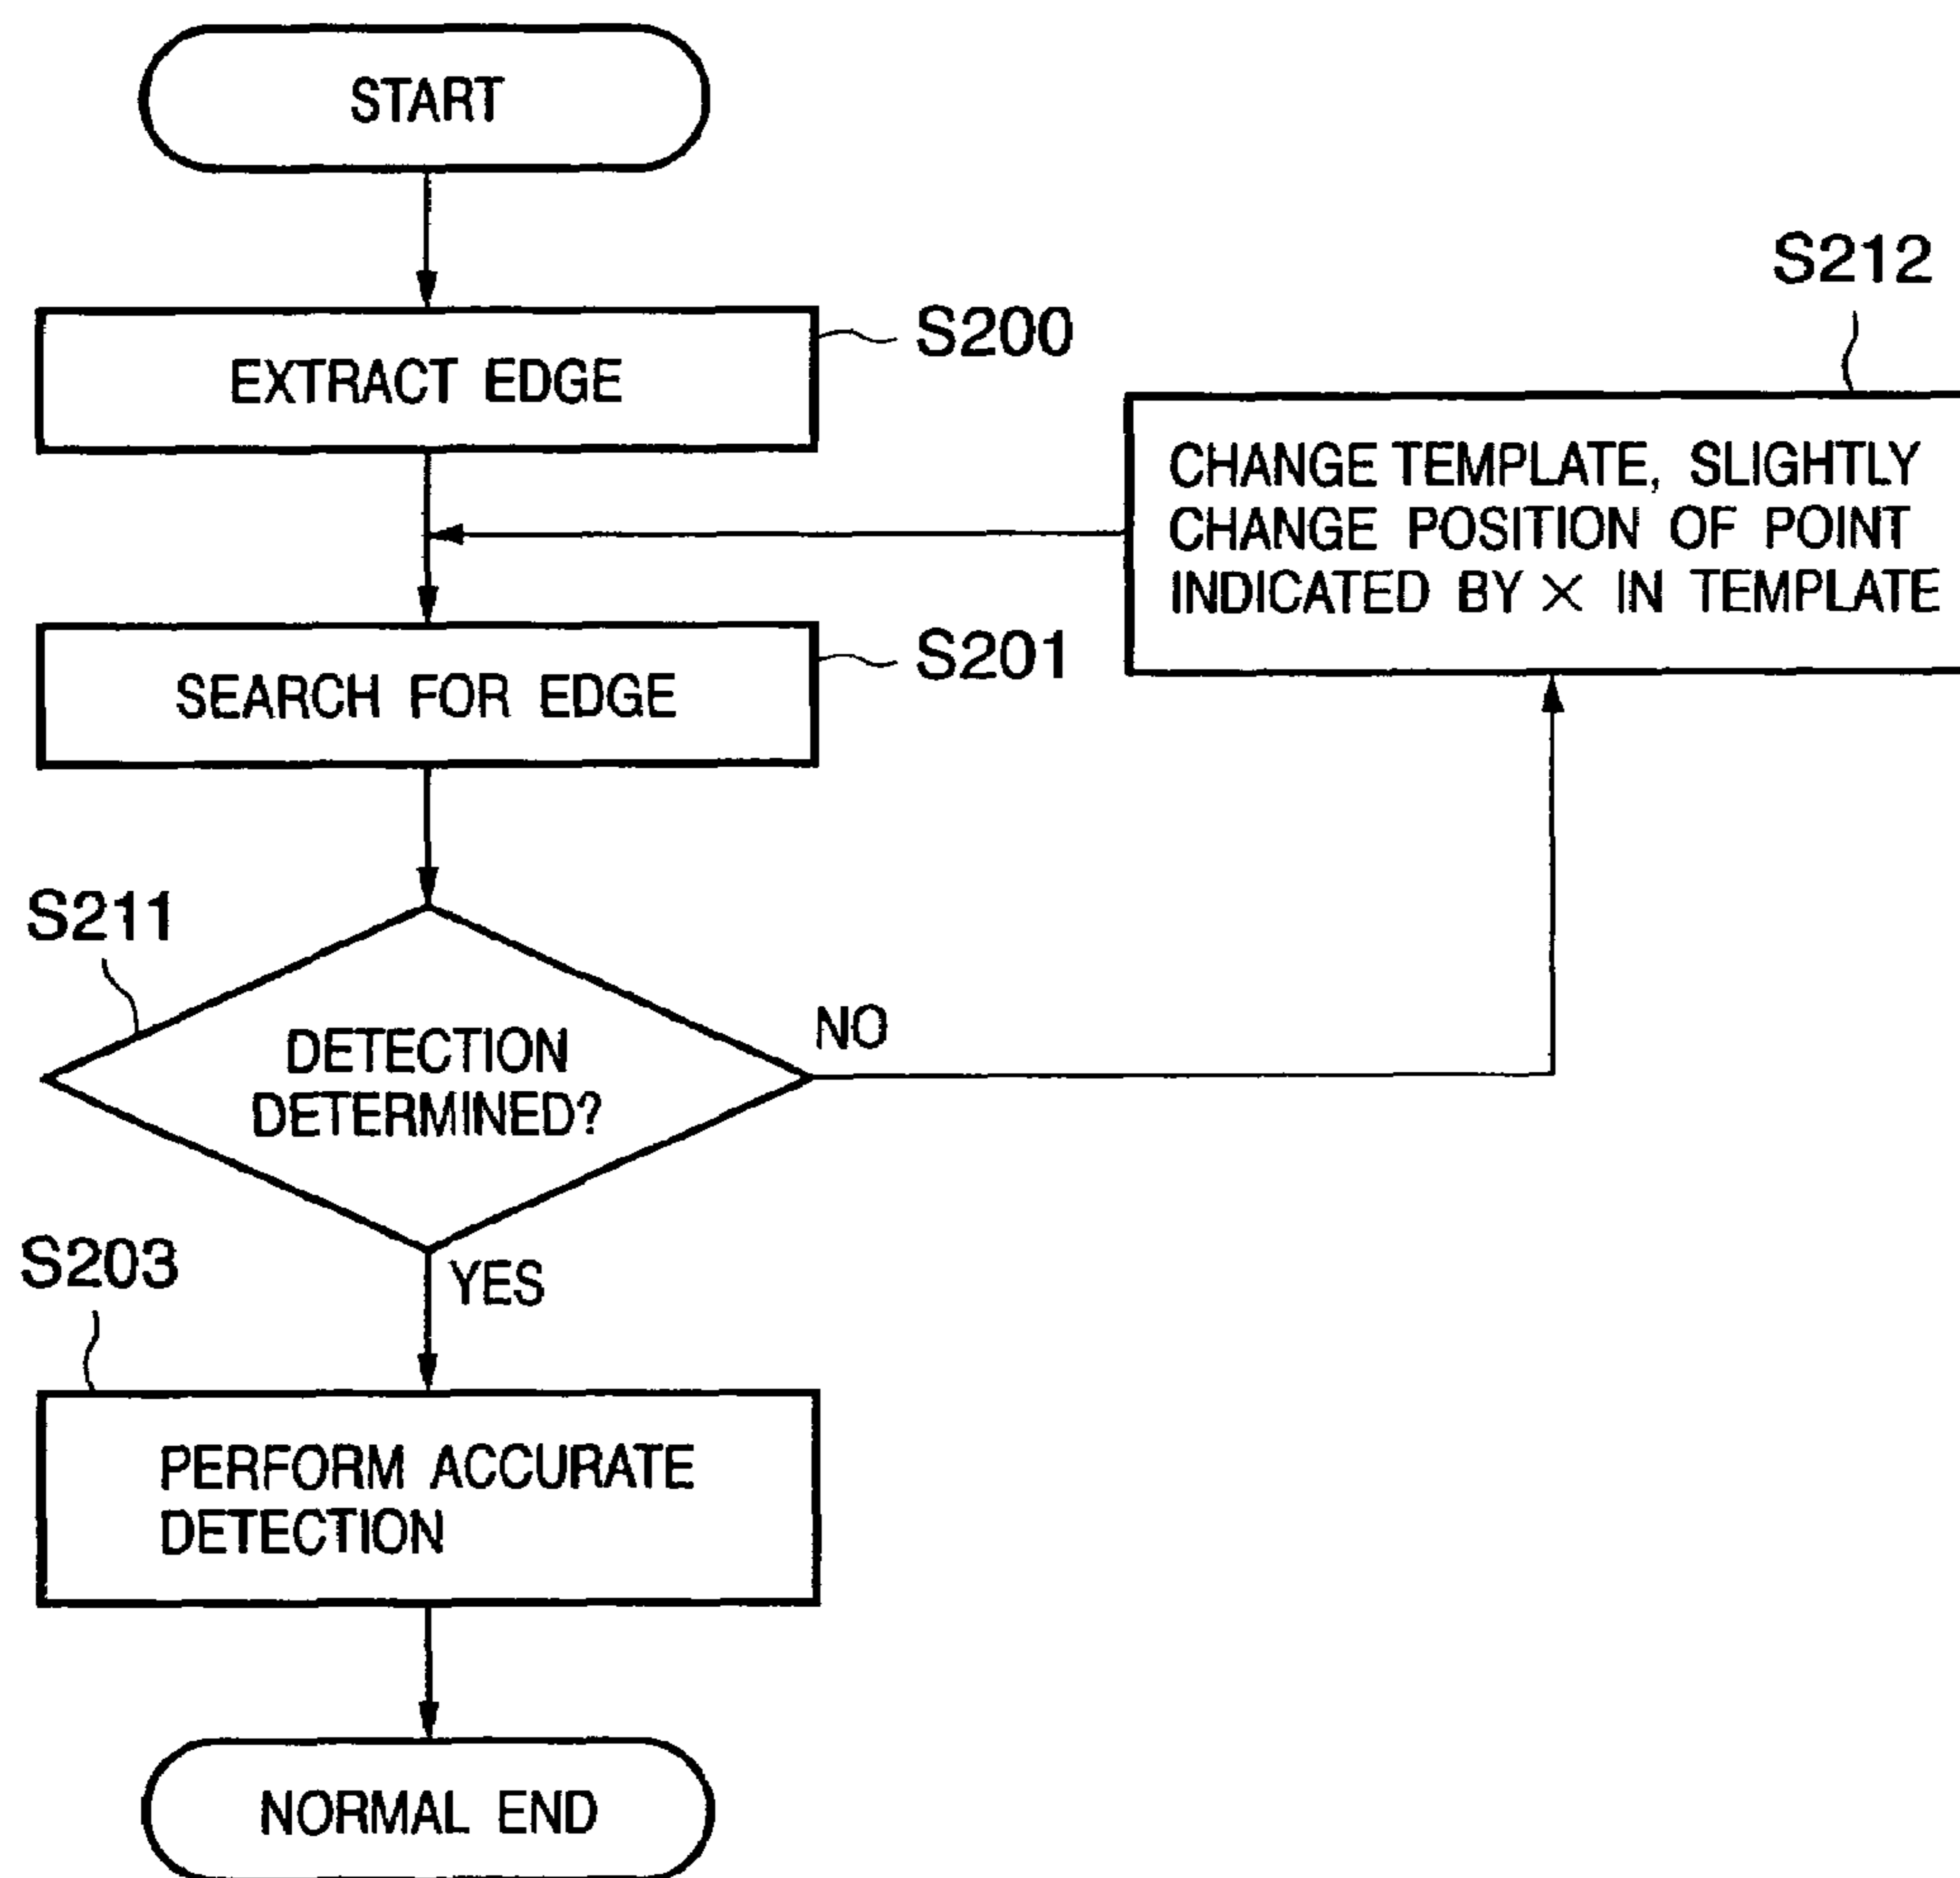 START
S200
EXTRACT EDGE
S212
CHANGE TEMPLATE, SLIGHTLY
CHANGE POSITION OF POINT
INDICATED BY × IN TEMPLATE
S201
SEARCH FOR EDGE
S211
DETECTION
DETERMINED?
NO
YES
S203
PERFORM ACCURATE
DETECTION
NORMAL END